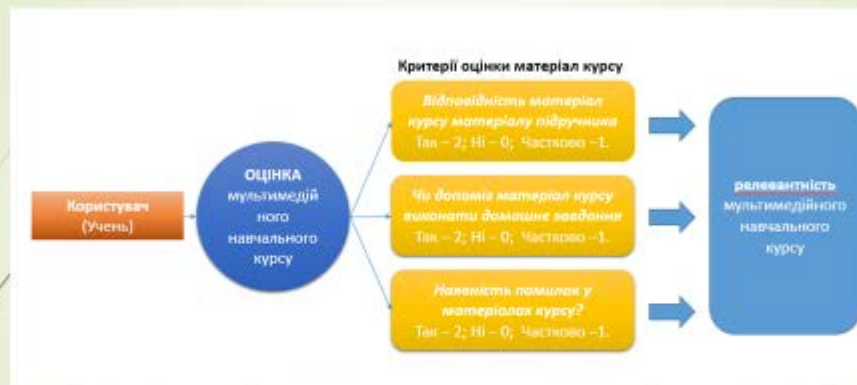 Критерії оцінки матеріал курсу
Користувач
(Учень)
ОЦІНКА
мультимедій
ного
навчального
курсу
Відповідність матеріал
курсу матеріалу підручника
Так – 2; Ні – 0; Частково –1.
Чи допоміг матеріал курсу
виконати домашнє завдання
Так – 2; Ні – 0; Частково –1.
Наявність помилок у
матеріалах курсу?
Так – 2; Ні – 0; Частково –1.
релевантність
мультимедійного
навчального
курсу